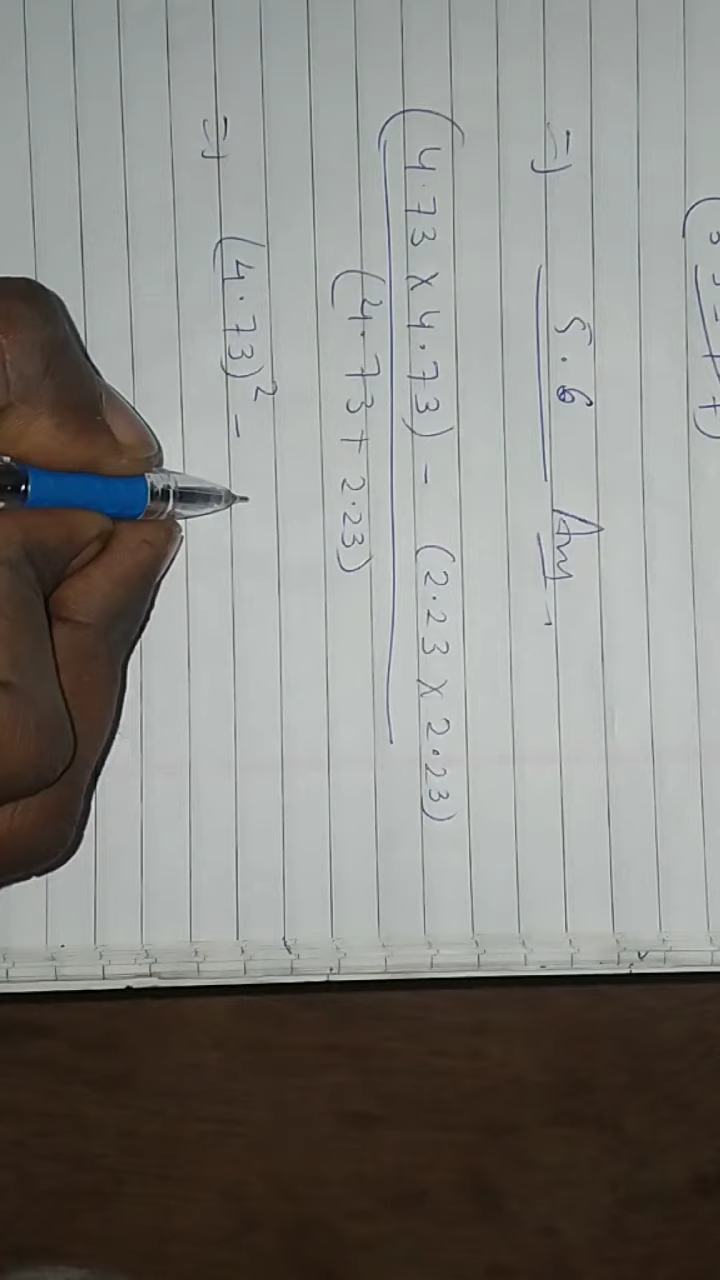 =) 5.6 Ans.
(4.73 × 4.73) - (2.23 × 2.23)
(4.73 + 2.23)
=) (4.73)² -